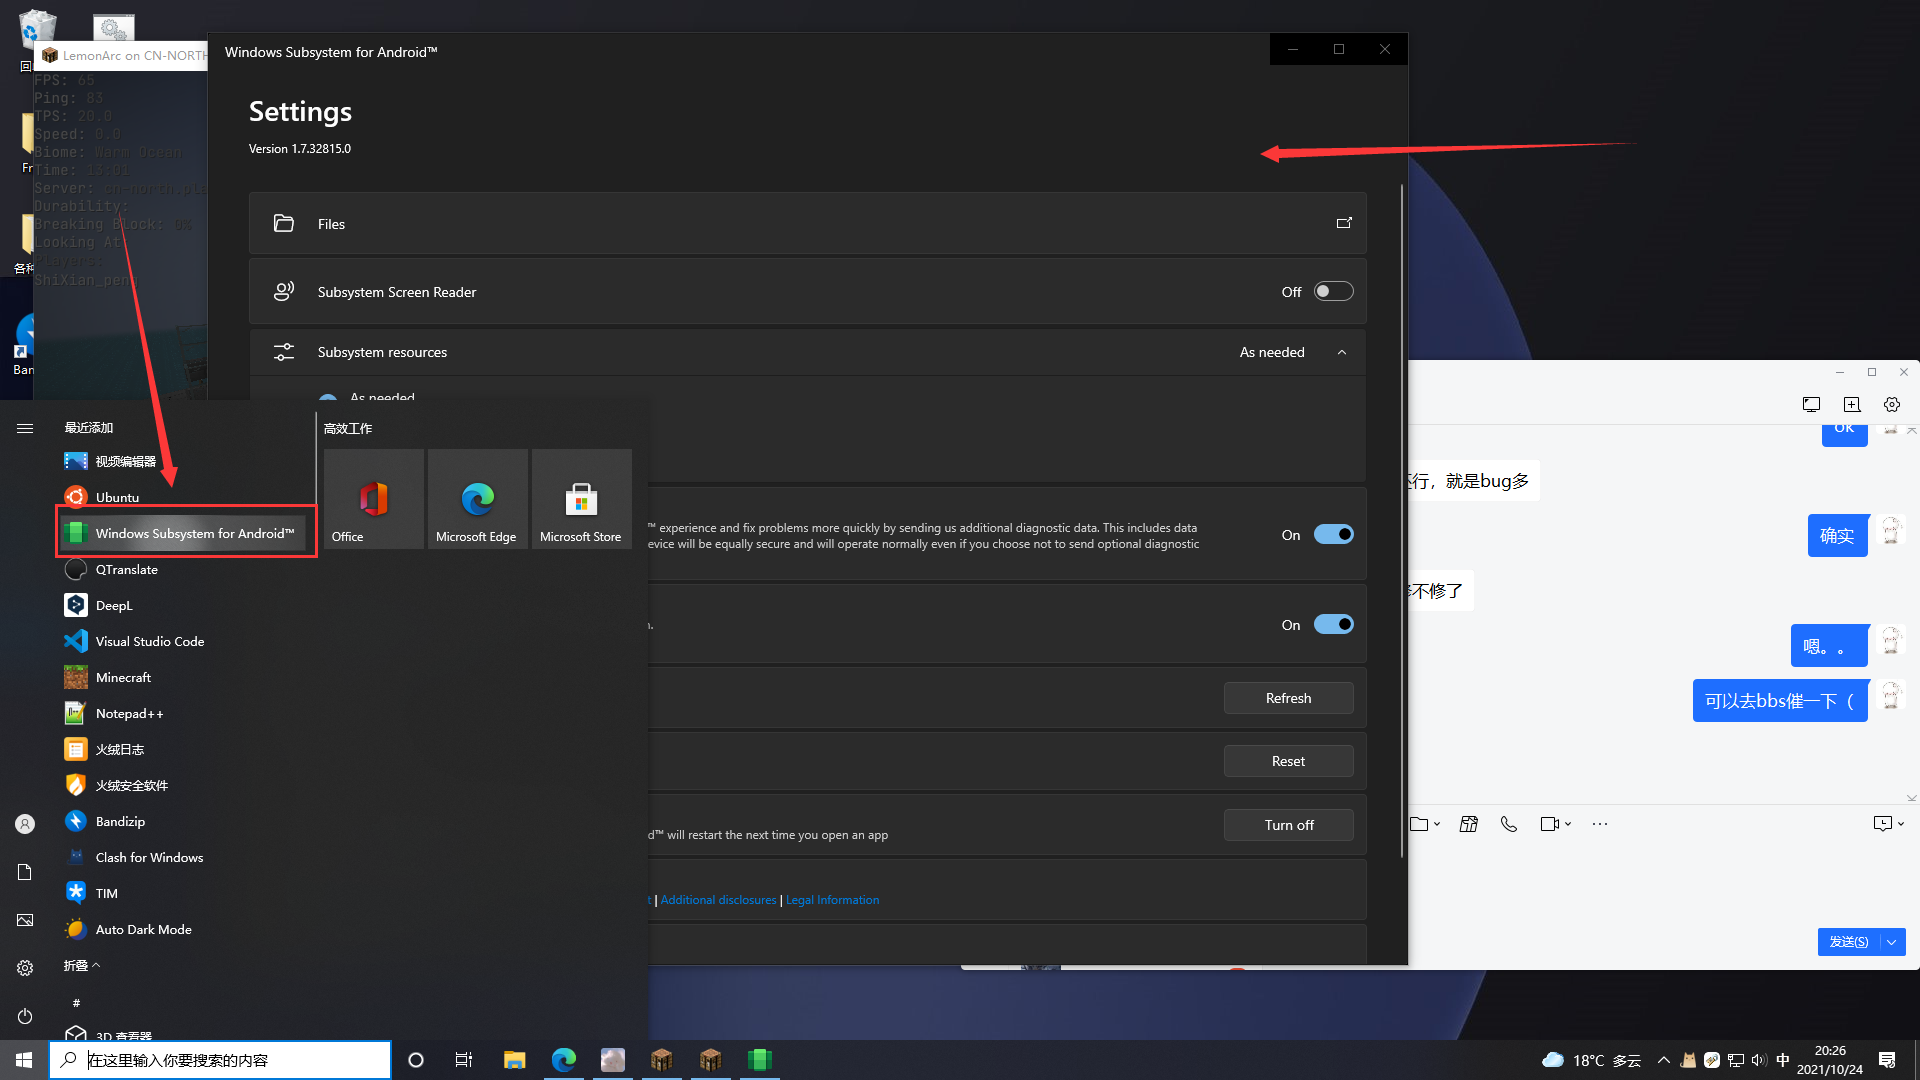 回
LemonArc on CN-NORTH
FPS: 65
Ping: 83
TPS: 20.0
Speed: 0.0
Biome: Warm Ocean
Time: 13:01
Server: cn-north.pla
Durability:
Breaking Block: 0%
Looking At
Players:
ShiXian_peng
Fr
各种
Ban
Windows Subsystem for Android™
Settings
Version 1.7.32815.0
Files
Subsystem Screen Reader
Off
Subsystem resources
As needed
As needed
™ experience and fix problems more quickly by sending us additional diagnostic data. This includes data
evice will be equally secure and will operate normally even if you choose not to send optional diagnostic
On
n.
On
Refresh
Reset
d™ will restart the next time you open an app
Turn off
t | Additional disclosures | Legal Information
最近添加
视频编辑器
Ubuntu
Windows Subsystem for Android™
QTranslate
DeepL
Visual Studio Code
Minecraft
Notepad++
火绒日志
火绒安全软件
Bandizip
Clash for Windows
TIM
Auto Dark Mode
折叠
#
3D 查看器
高效工作
Office
Microsoft Edge
Microsoft Store
OK
还行，就是bug多
确实
修不修了
嗯。。
可以去bbs催一下（
发送(S)
在这里输入你要搜索的内容
18°C 多云
中
20:26
2021/10/24